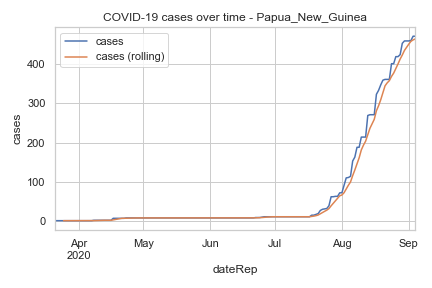 COVID-19 cases over time - Papua_New_Guinea
cases
cases (rolling)
400
300
200
100
0
cases
Apr May Jun Jul Aug Sep
2020
dateRep